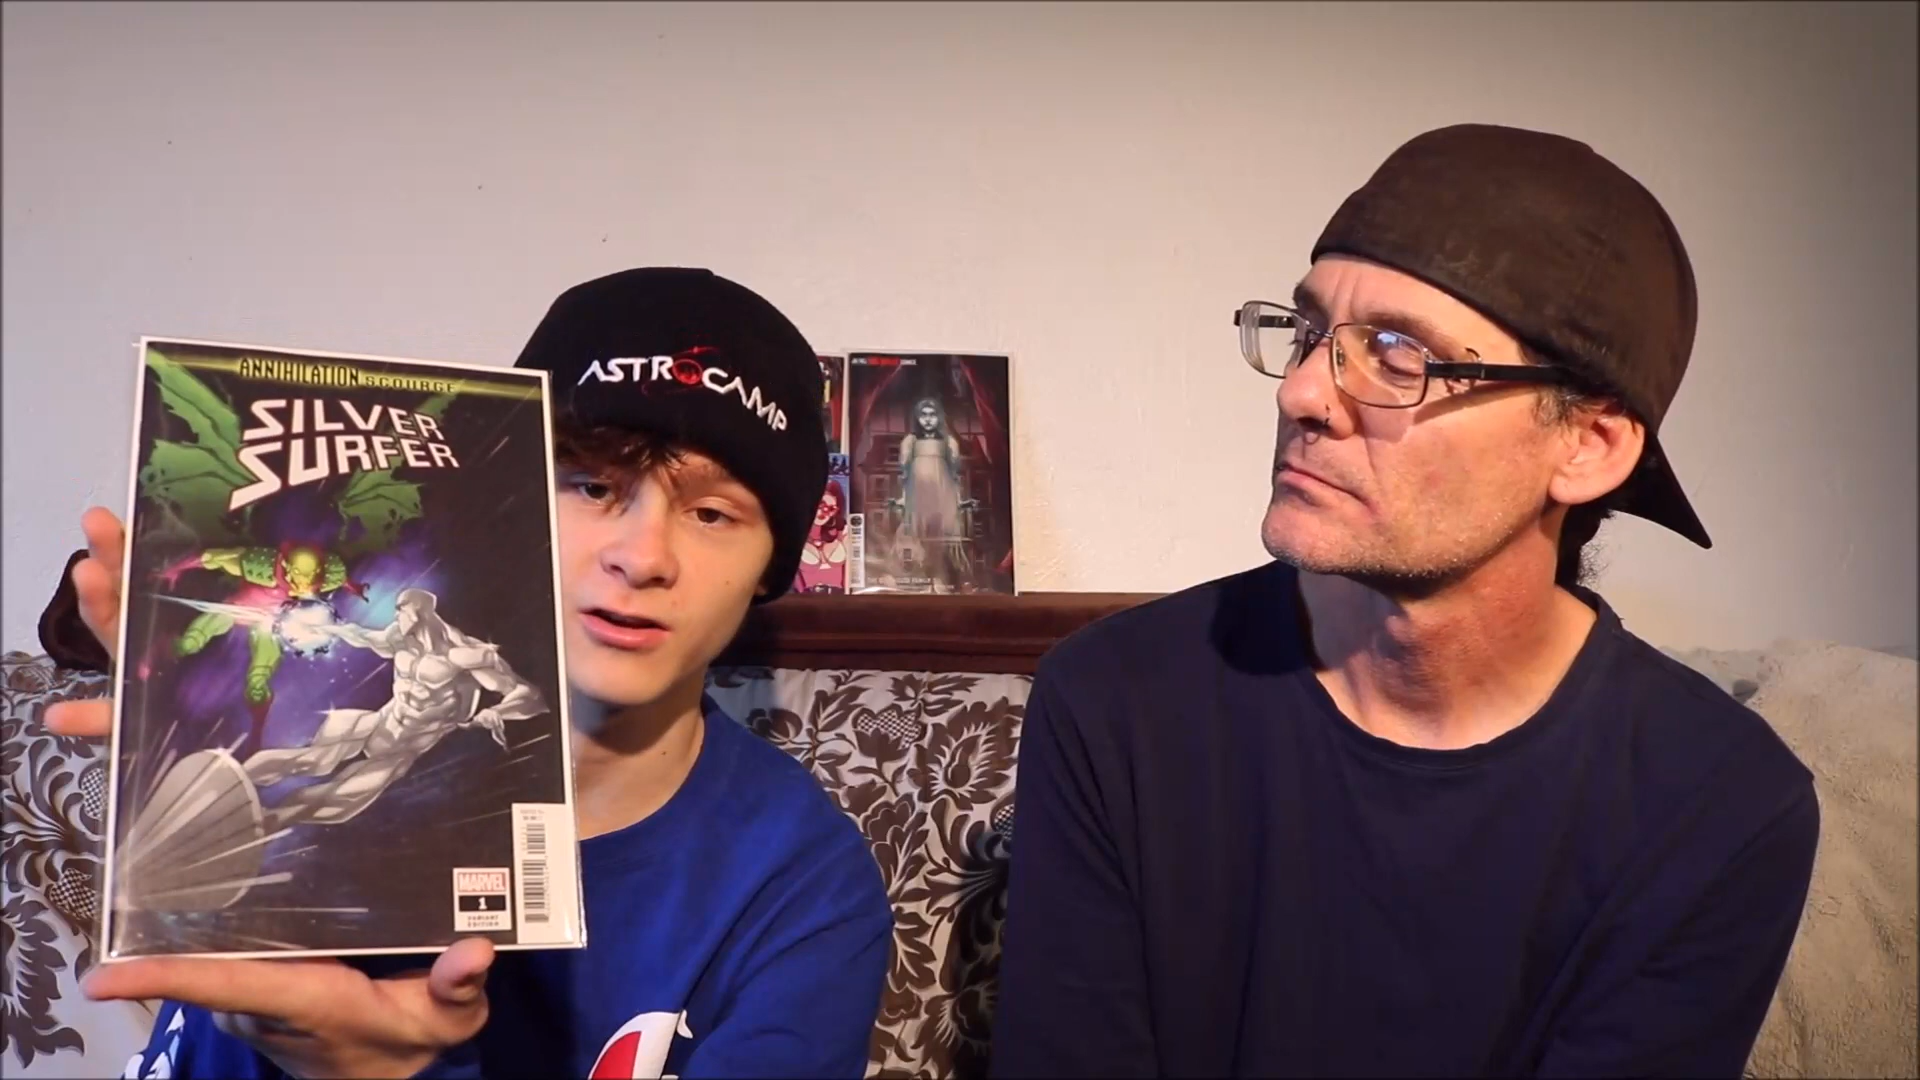 ANNIHILATION SCOURGE
SILVER
SURFER
MARVEL
1
VARIANT
EDITION
ASTROCAMP